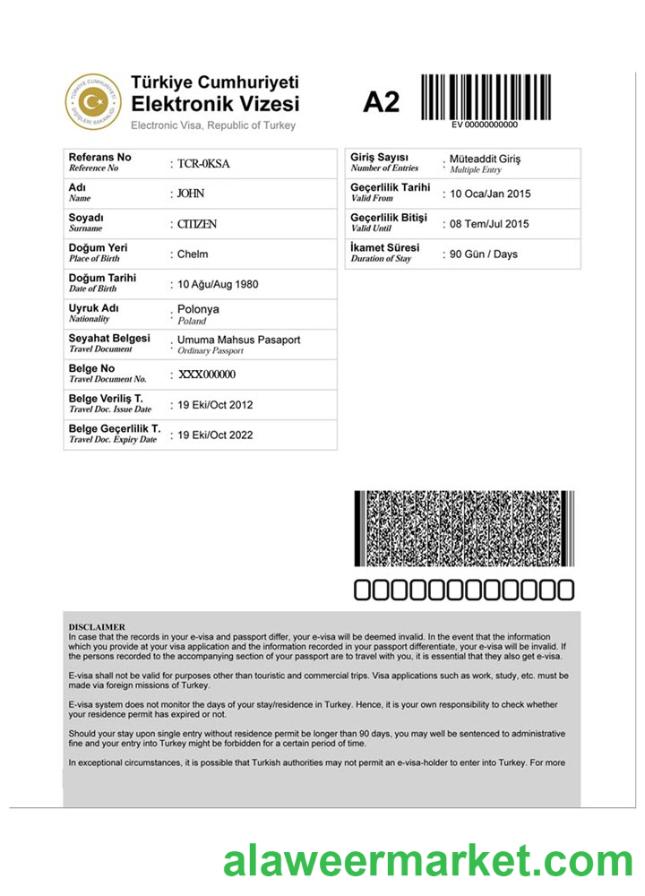 Türkiye Cumhuriyeti
Elektronik Vizesi
Electronic Visa, Republic of Turkey
A2
EV 00000000000
Referans No : TCR-0KSA
Reference No
Adı : JOHN
Name
Soyadı : CITIZEN
Surname
Doğum Yeri : Chelm
Place of Birth
Doğum Tarihi : 10 Ağu/Aug 1980
Date of Birth
Uyruk Adı : Polonya
Nationality Poland
Seyahat Belgesi : Umuma Mahsus Pasaport
Travel Document Ordinary Passport
Belge No : XXX000000
Travel Document No.
Belge Veriliş T. : 19 Eki/Oct 2012
Travel Doc. Issue Date
Belge Geçerlilik T. : 19 Eki/Oct 2022
Travel Doc. Expiry Date
Giriş Sayısı : Müteaddit Giriş
Number of Entries Multiple Entry
Geçerlilik Tarihi : 10 Oca/Jan 2015
Valid From
Geçerlilik Bitişi : 08 Tem/Jul 2015
Valid Until
İkamet Süresi : 90 Gün / Days
Duration of Stay
000000000000
DISCLAIMER
In case that the records in your e-visa and passport differ, your e-visa will be deemed invalid. In the event that the information
which you provide at your visa application and the information recorded in your passport differentiate, your e-visa will be invalid. If
the persons recorded to the accompanying section of your passport are to travel with you, it is essential that they also get e-visa.
E-visa shall not be valid for purposes other than touristic and commercial trips. Visa applications such as work, study, etc. must be
made via foreign missions of Turkey.
E-visa system does not monitor the days of your stay/residence in Turkey. Hence, it is your own responsibility to check whether
your residence permit has expired or not.
Should your stay upon single entry without residence permit be longer than 90 days, you may well be sentenced to administrative
fine and your entry into Turkey might be forbidden for a certain period of time.
In exceptional circumstances, it is possible that Turkish authorities may not permit an e-visa-holder to enter into Turkey. For more
alaweermarket.com